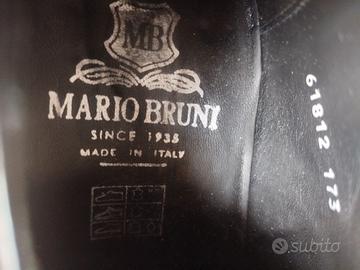 MB
MARIO BRUNI
SINCE 1935
MADE IN ITALY
61812 173
subito